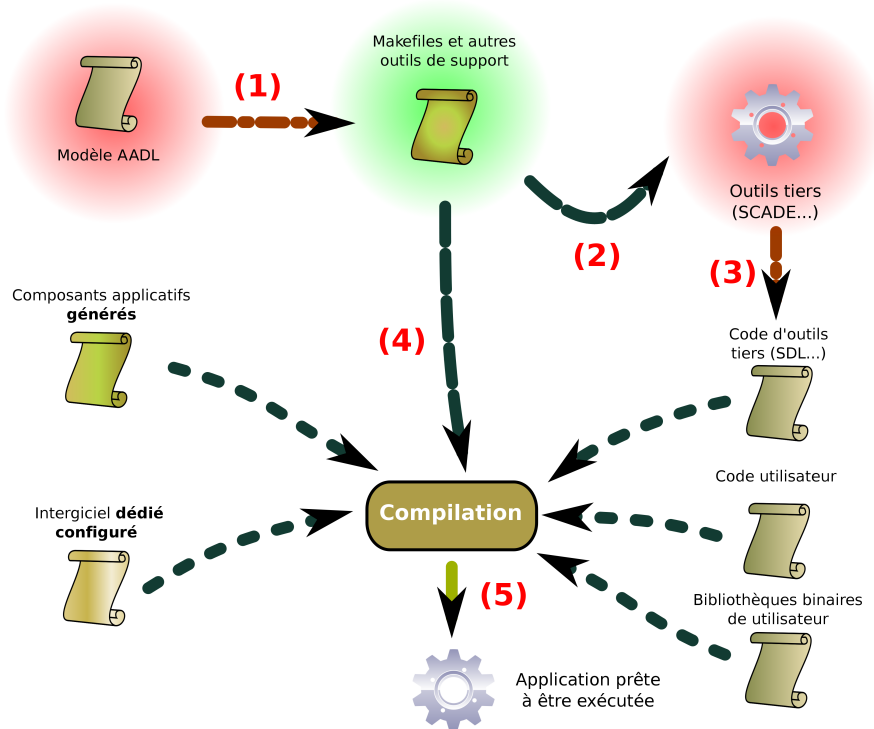 Makefiles et autres
outils de support
(1)
Modèle AADL
Outils tiers
(SCADE...)
(2)
(3)
Composants applicatifs
générés
(4)
Code d'outils
tiers (SDL...)
Code utilisateur
Intergiciel dédié
configuré
Compilation
(5)
Bibliothèques binaires
de utilisateur
Application prête
à être exécutée